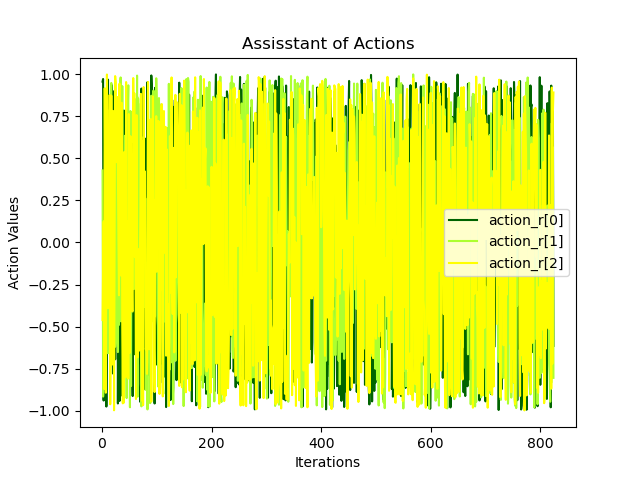 Assisstant of Actions
1.00
0.75
0.50
0.25
0.00
−0.25
−0.50
−0.75
−1.00
Action Values
action_r[0]
action_r[1]
action_r[2]
0 200 400 600 800
Iterations